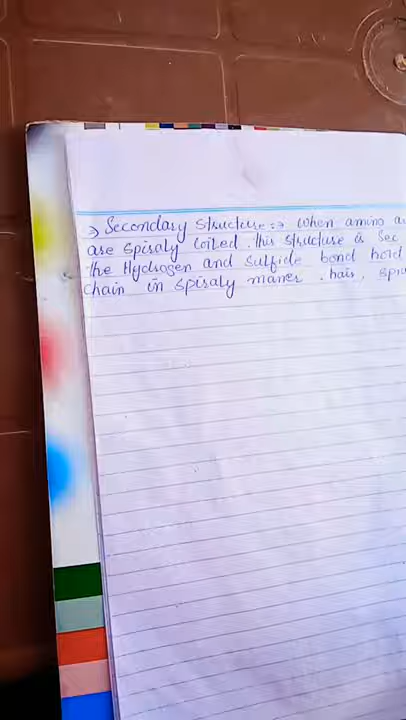 → Secondary structure :→ When amino
are spiraly coiled . this structure is Sec
the Hydrogen and sulfide bond hold
chain in spiraly maner . hair ,